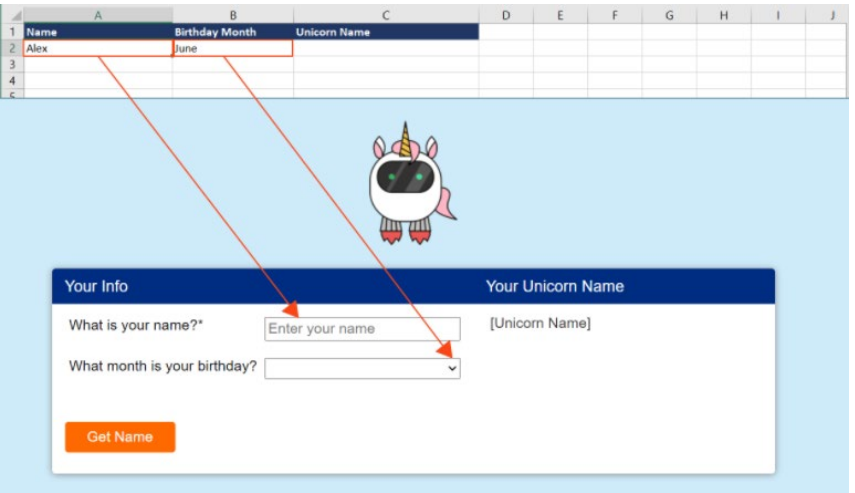 A B C D E F G H I J
1 Name Birthday Month Unicorn Name
2 Alex June
3
4
5
Your Info Your Unicorn Name
What is your name?* Enter your name [Unicorn Name]
What month is your birthday?
Get Name